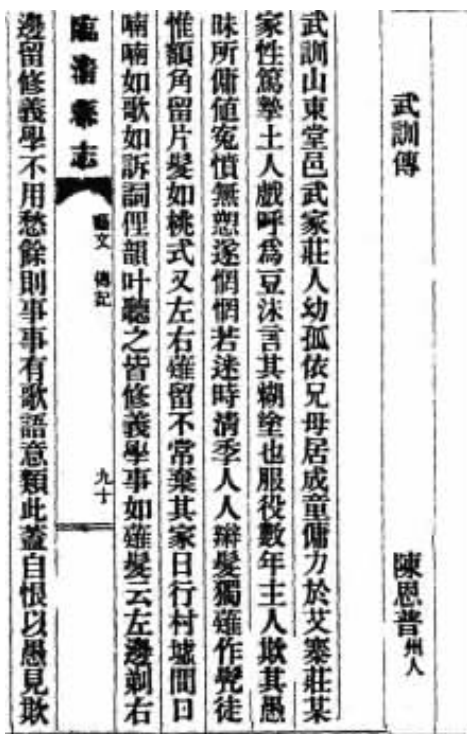 武訓傳 陳恩普州人
武訓山東堂邑武家莊人幼孤依兄母居成童傭力於艾寨莊某
家性篤摯土人戲呼爲豆沫言其糊塗也服役數年主人欺其愚
昧所傭値寃憤無愬遂惘惘若迷時清季人人辮髮獨薙作髡徒
惟額角留片髮如桃式又左右薙留不常棄其家日行村墟間口
喃喃如歌如訴詞俚韻叶聽之皆修義學事如薙髮云左邊剃右
臨清縣志 藝文 傳記 九十
邊留修義學不用愁餘則事事有歌語意類此蓋自恨以愚見欺